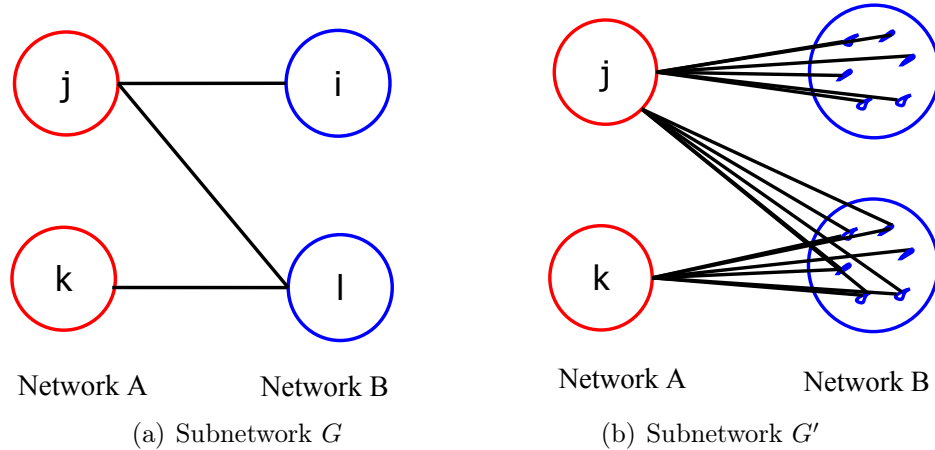 j
i
k
l
Network A
Network B
(a) Subnetwork G
j
k
Network A
Network B
(b) Subnetwork G′